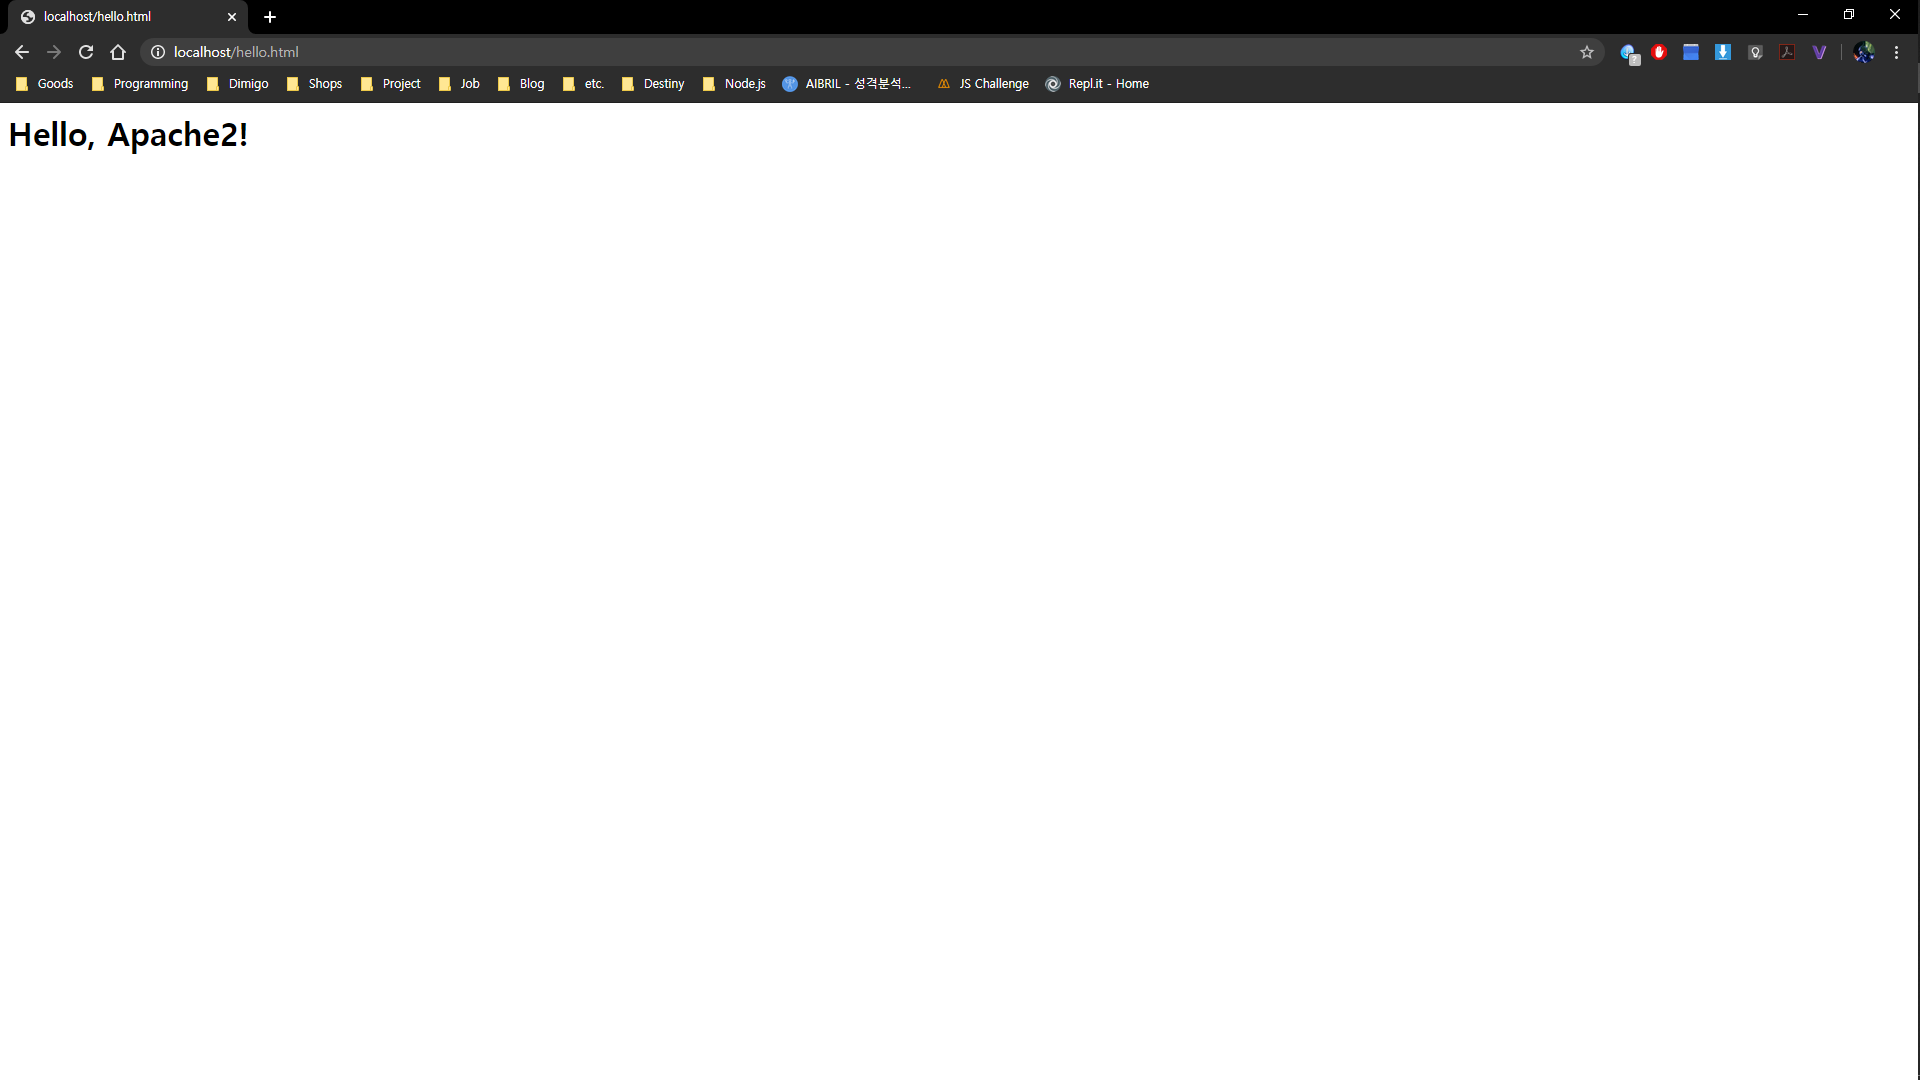 localhost/hello.html
localhost/hello.html
Goods Programming Dimigo Shops Project Job Blog etc. Destiny Node.js AIBRIL - 성격분석... JS Challenge Repl.it - Home
Hello, Apache2!